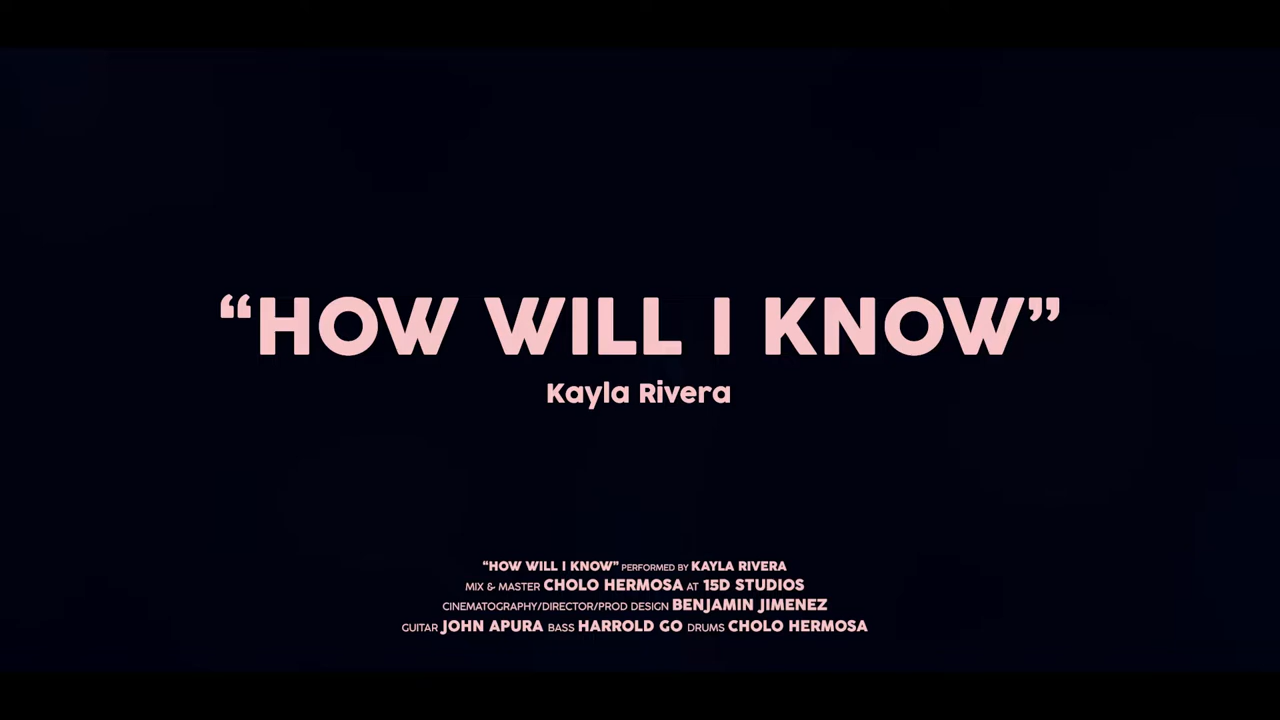 “HOW WILL I KNOW”
Kayla Rivera
“HOW WILL I KNOW” PERFORMED BY KAYLA RIVERA
MIX & MASTER CHOLO HERMOSA AT 15D STUDIOS
CINEMATOGRAPHY/DIRECTOR/PROD DESIGN BENJAMIN JIMENEZ
GUITAR JOHN APURA BASS HARROLD GO DRUMS CHOLO HERMOSA